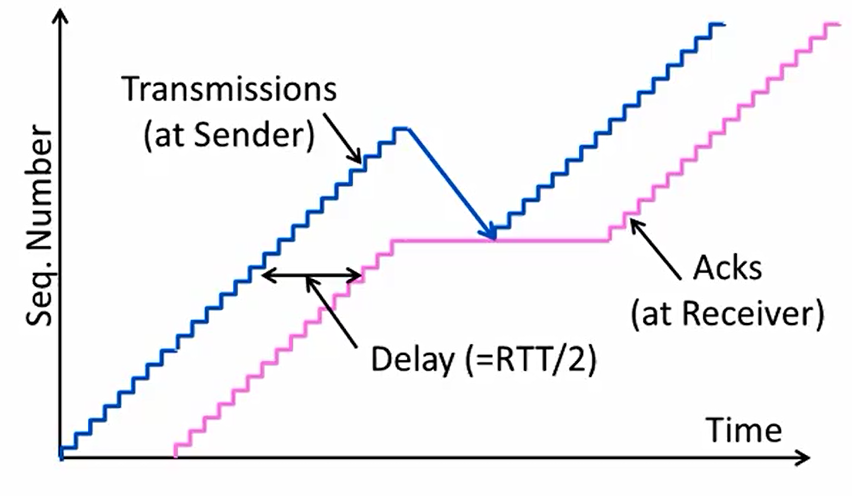 Transmissions
(at Sender)
Seq. Number
Acks
(at Receiver)
Delay (=RTT/2)
Time